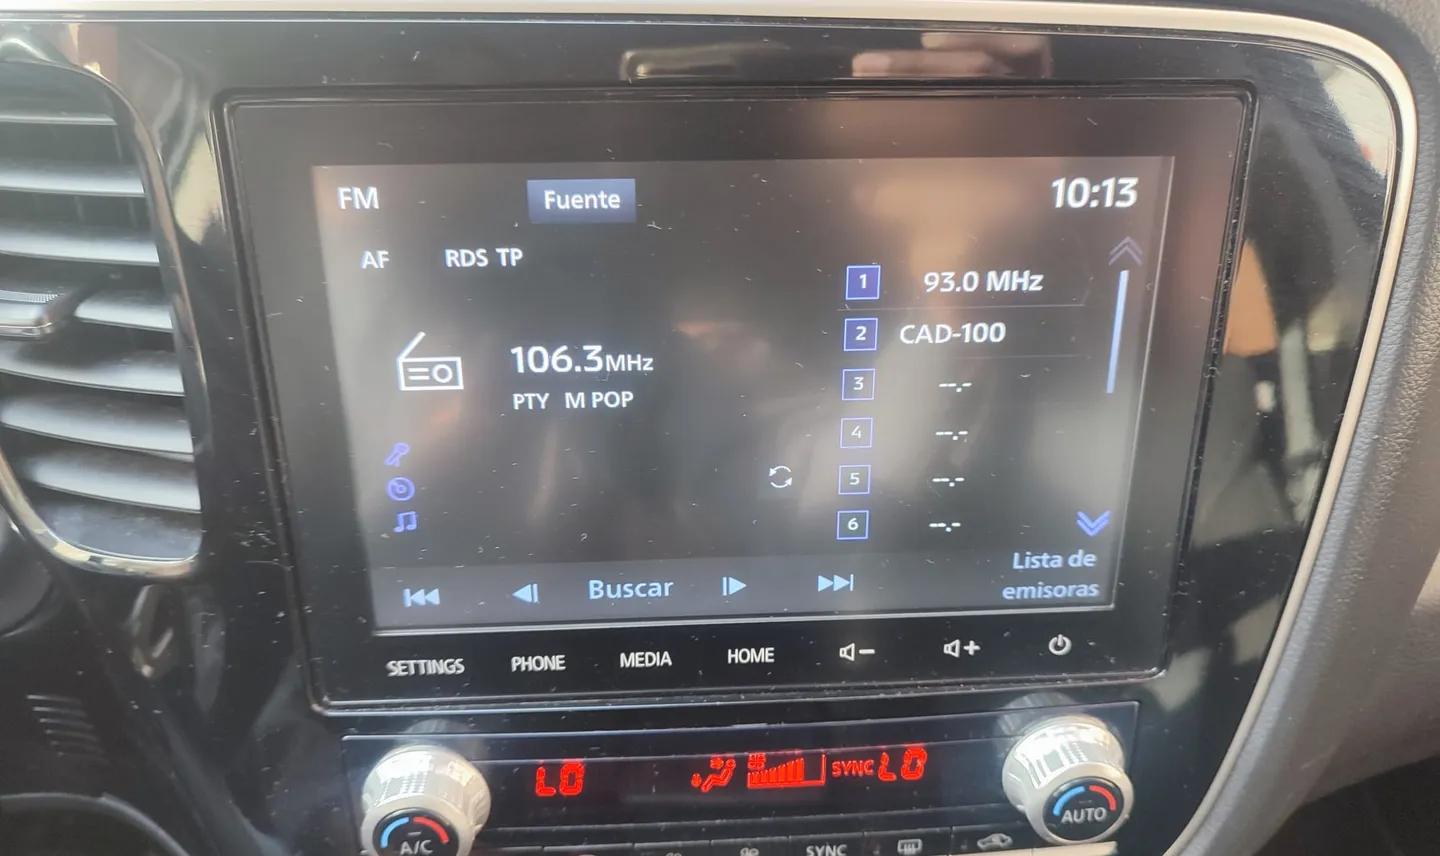 FM Fuente 10:13
AF RDS TP
1 93.0 MHz
2 CAD-100
106.3MHz
PTY M POP
3 --.-
4 --.-
5 --.-
6 --.-
Buscar
Lista de
emisoras
SETTINGS PHONE MEDIA HOME
LO SYNC LO
A/C AUTO
SYNC